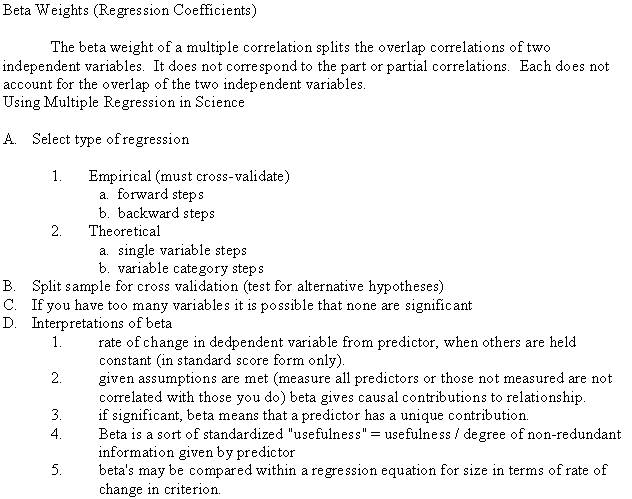 Beta Weights (Regression Coefficients)
The beta weight of a multiple correlation splits the overlap correlations of two
independent variables. It does not correspond to the part or partial correlations. Each does not
account for the overlap of the two independent variables.
Using Multiple Regression in Science
A. Select type of regression
1. Empirical (must cross-validate)
a. forward steps
b. backward steps
2. Theoretical
a. single variable steps
b. variable category steps
B. Split sample for cross validation (test for alternative hypotheses)
C. If you have too many variables it is possible that none are significant
D. Interpretations of beta
1. rate of change in dedpendent variable from predictor, when others are held
constant (in standard score form only).
2. given assumptions are met (measure all predictors or those not measured are not
correlated with those you do) beta gives causal contributions to relationship.
3. if significant, beta means that a predictor has a unique contribution.
4. Beta is a sort of standardized "usefulness" = usefulness / degree of non-redundant
information given by predictor
5. beta's may be compared within a regression equation for size in terms of rate of
change in criterion.